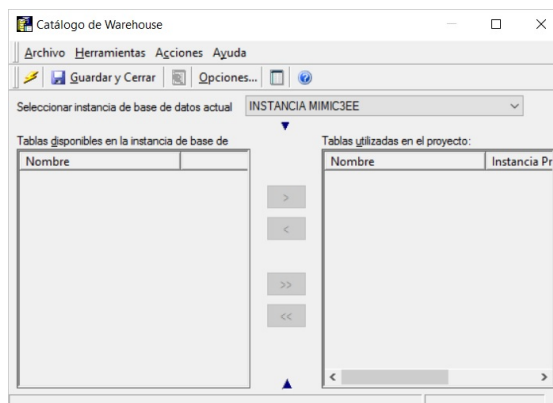 Catálogo de Warehouse
Archivo Herramientas Acciones Ayuda
Guardar y Cerrar Opciones...
Seleccionar instancia de base de datos actual INSTANCIA MIMIC3EE
Tablas disponibles en la instancia de base de
Tablas utilizadas en el proyecto:
Nombre
Nombre Instancia Pr
>
<
>>
<<